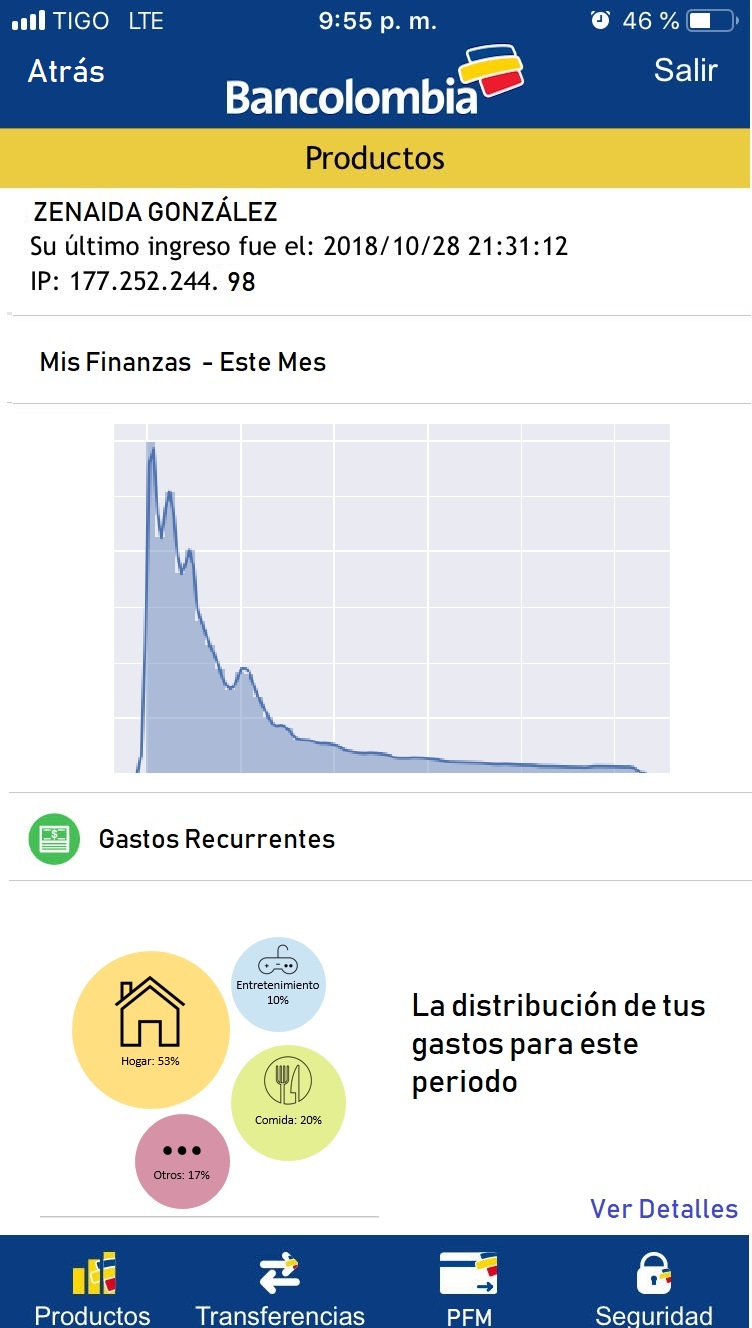 TIGO LTE 9:55 p. m. 46 %
Atrás Bancolombia Salir
Productos
ZENAIDA GONZÁLEZ
Su último ingreso fue el: 2018/10/28 21:31:12
IP: 177.252.244. 98
Mis Finanzas - Este Mes
$
Gastos Recurrentes
Entretenimiento
10%
Hogar: 53%
Comida: 20%
Otros: 17%
La distribución de tus
gastos para este
periodo
Ver Detalles
Productos Transferencias PFM Seguridad